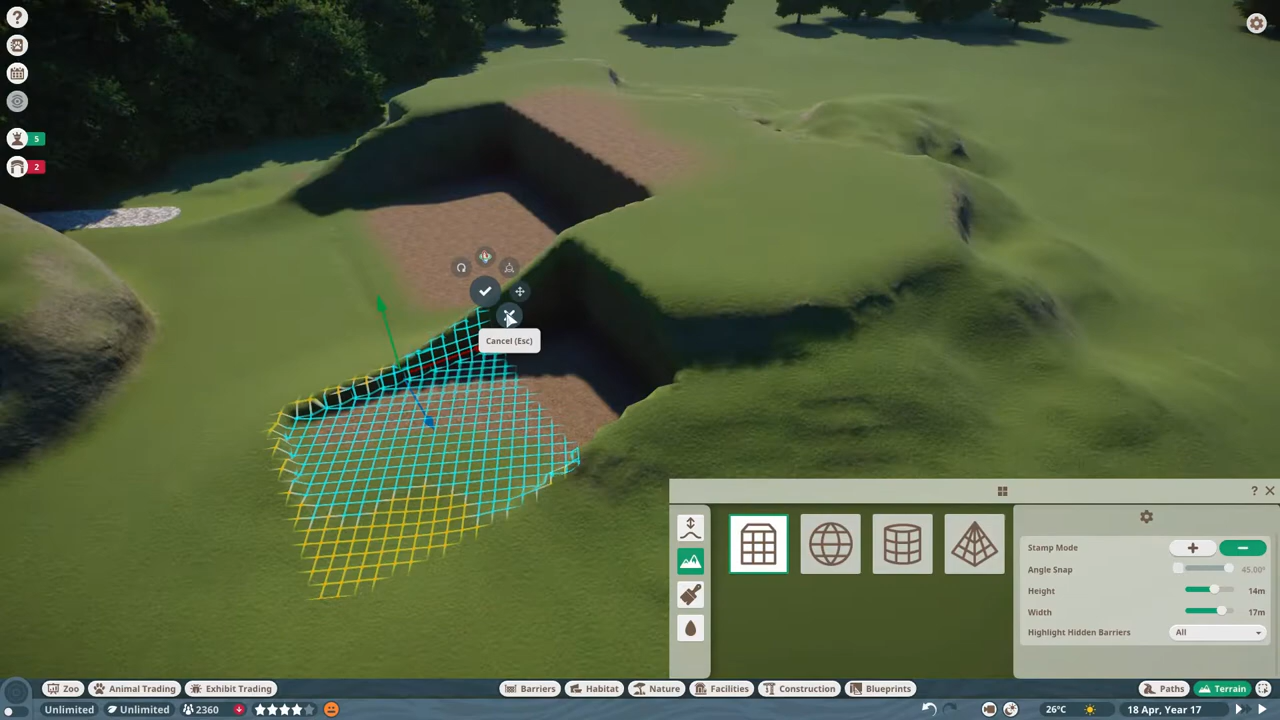 ?
5
2
Cancel (Esc)
? ×
Stamp Mode + −
Angle Snap 45.00°
Height 14m
Width 17m
Highlight Hidden Barriers All
Zoo Animal Trading Exhibit Trading Barriers Habitat Nature Facilities Construction Blueprints Paths Terrain
Unlimited Unlimited 2360 26°C 18 Apr, Year 17